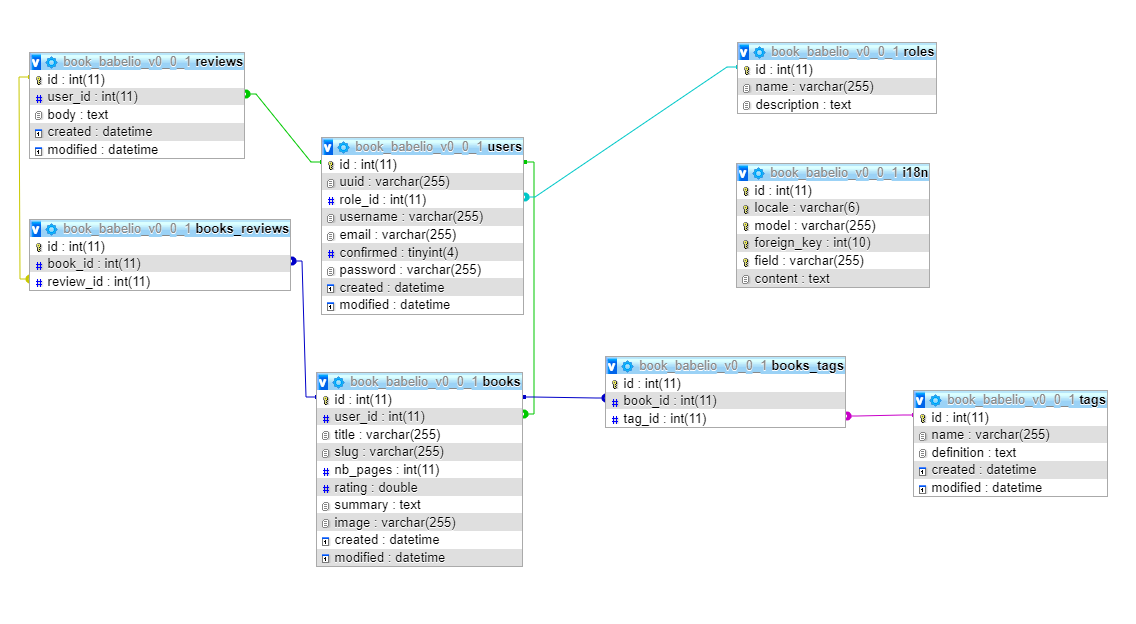 v book_babelio_v0_0_1 reviews
id : int(11)
# user_id : int(11)
body : text
created : datetime
modified : datetime
v book_babelio_v0_0_1 roles
id : int(11)
name : varchar(255)
description : text
v book_babelio_v0_0_1 users
id : int(11)
uuid : varchar(255)
# role_id : int(11)
username : varchar(255)
email : varchar(255)
# confirmed : tinyint(4)
password : varchar(255)
created : datetime
modified : datetime
v book_babelio_v0_0_1 i18n
id : int(11)
locale : varchar(6)
model : varchar(255)
foreign_key : int(10)
field : varchar(255)
content : text
v book_babelio_v0_0_1 books_reviews
id : int(11)
# book_id : int(11)
# review_id : int(11)
v book_babelio_v0_0_1 books
id : int(11)
# user_id : int(11)
title : varchar(255)
slug : varchar(255)
# nb_pages : int(11)
# rating : double
summary : text
image : varchar(255)
created : datetime
modified : datetime
v book_babelio_v0_0_1 books_tags
id : int(11)
# book_id : int(11)
# tag_id : int(11)
v book_babelio_v0_0_1 tags
id : int(11)
name : varchar(255)
definition : text
created : datetime
modified : datetime